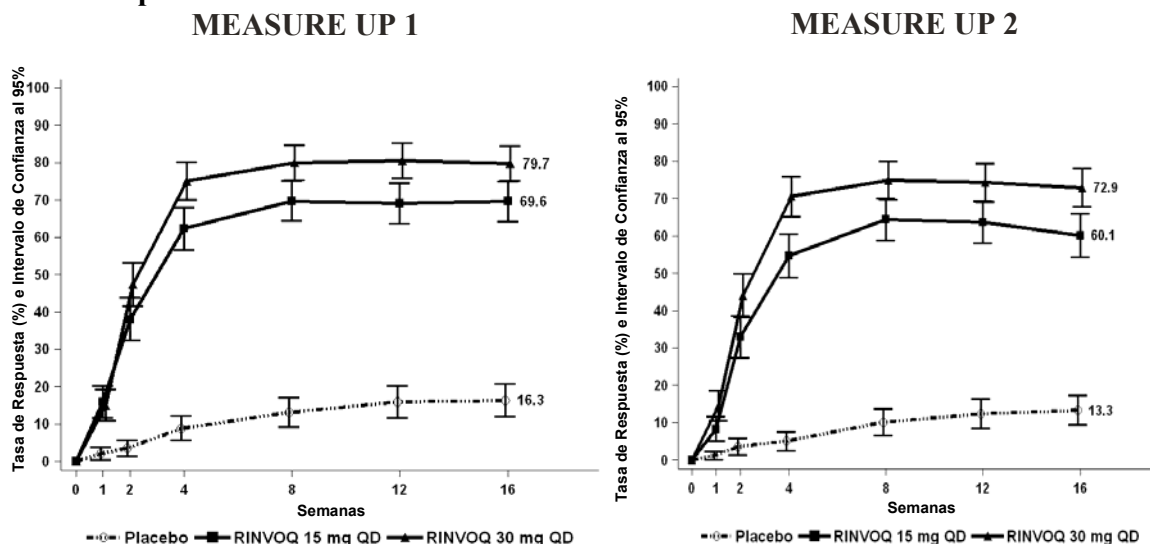 MEASURE UP 1
Tasa de Respuesta (%) e Intervalo de Confianza al 95%
100
90
80
70
60
50
40
30
20
10
0
79.7
69.6
16.3
0 1 2 4 8 12 16
Semanas
Placebo RINVOQ 15 mg QD RINVOQ 30 mg QD
MEASURE UP 2
Tasa de Respuesta (%) e Intervalo de Confianza al 95%
100
90
80
70
60
50
40
30
20
10
0
72.9
60.1
13.3
0 1 2 4 8 12 16
Semanas
Placebo RINVOQ 15 mg QD RINVOQ 30 mg QD